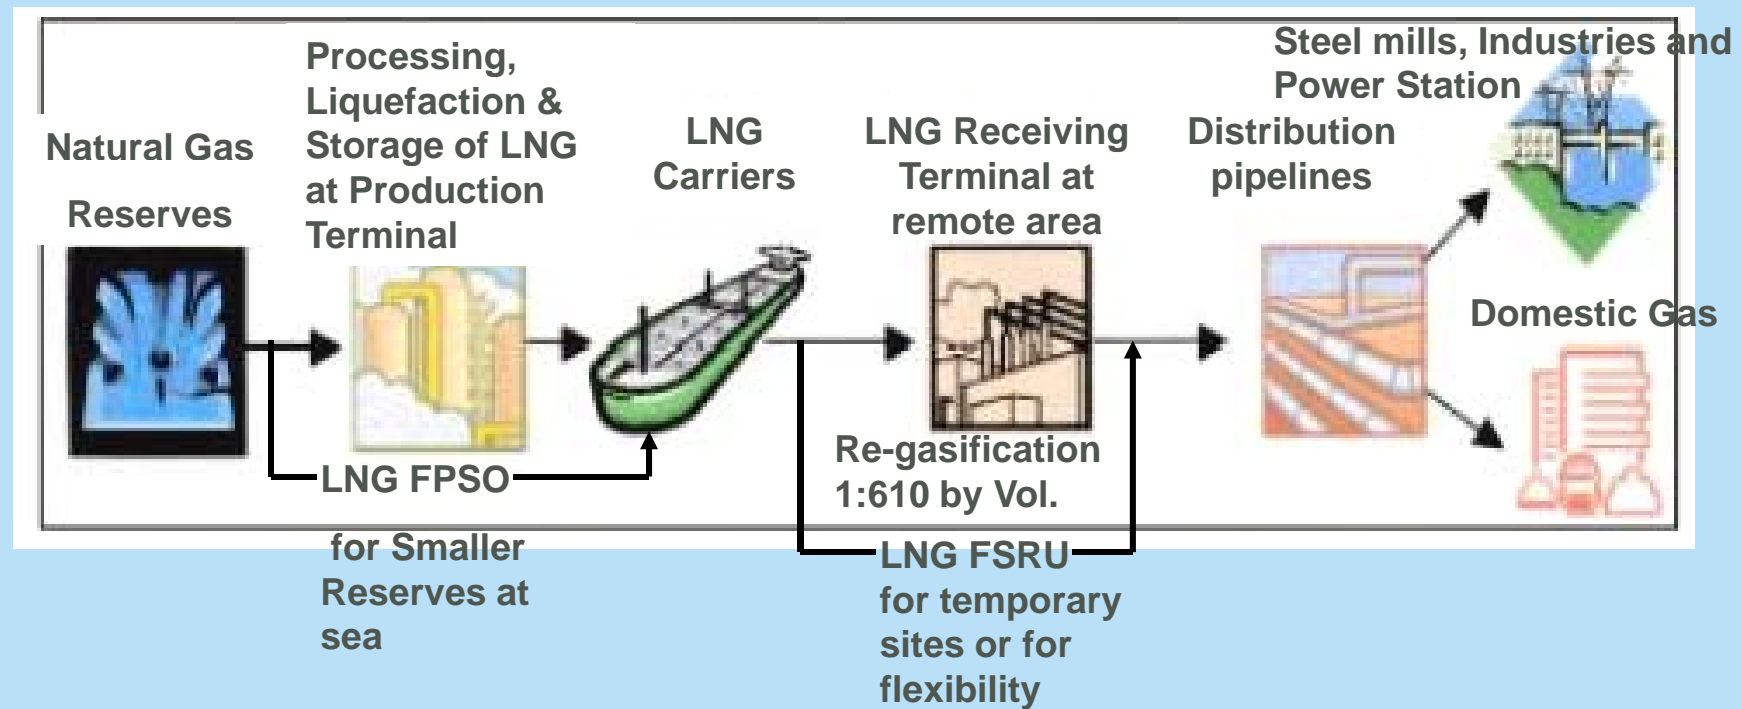 Natural Gas
Reserves
Processing,
Liquefaction &
Storage of LNG
at Production
Terminal
LNG
Carriers
LNG Receiving
Terminal at
remote area
Distribution
pipelines
Steel mills, Industries and
Power Station
Domestic Gas
LNG FPSO
for Smaller
Reserves at
sea
Re-gasification
1:610 by Vol.
LNG FSRU
for temporary
sites or for
flexibility